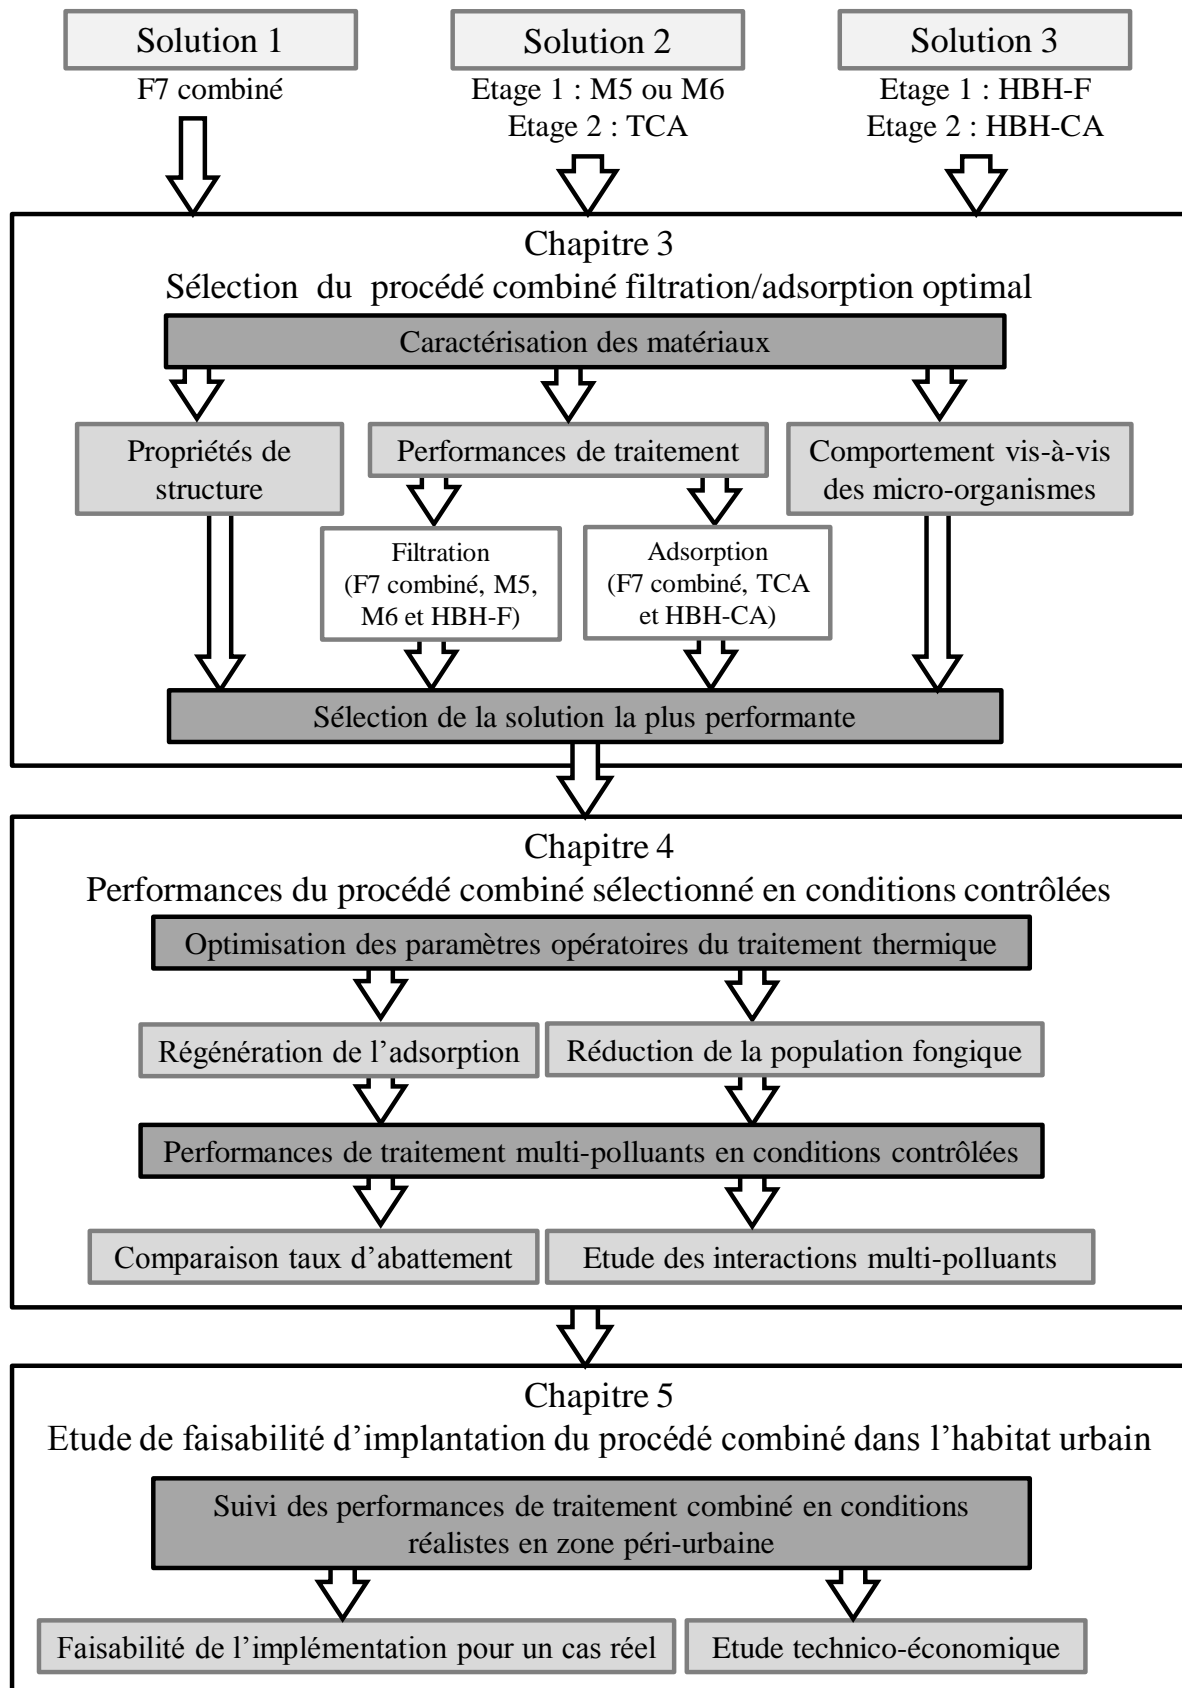 Solution 1
F7 combiné
Solution 2
Etage 1 : M5 ou M6
Etage 2 : TCA
Solution 3
Etage 1 : HBH-F
Etage 2 : HBH-CA
Chapitre 3
Sélection du procédé combiné filtration/adsorption optimal
Caractérisation des matériaux
Propriétés de
structure
Performances de traitement
Comportement vis-à-vis
des micro-organismes
Filtration
(F7 combiné, M5,
M6 et HBH-F)
Adsorption
(F7 combiné, TCA
et HBH-CA)
Sélection de la solution la plus performante
Chapitre 4
Performances du procédé combiné sélectionné en conditions contrôlées
Optimisation des paramètres opératoires du traitement thermique
Régénération de l’adsorption
Réduction de la population fongique
Performances de traitement multi-polluants en conditions contrôlées
Comparaison taux d’abattement
Etude des interactions multi-polluants
Chapitre 5
Etude de faisabilité d’implantation du procédé combiné dans l’habitat urbain
Suivi des performances de traitement combiné en conditions
réalistes en zone péri-urbaine
Faisabilité de l’implémentation pour un cas réel
Etude technico-économique